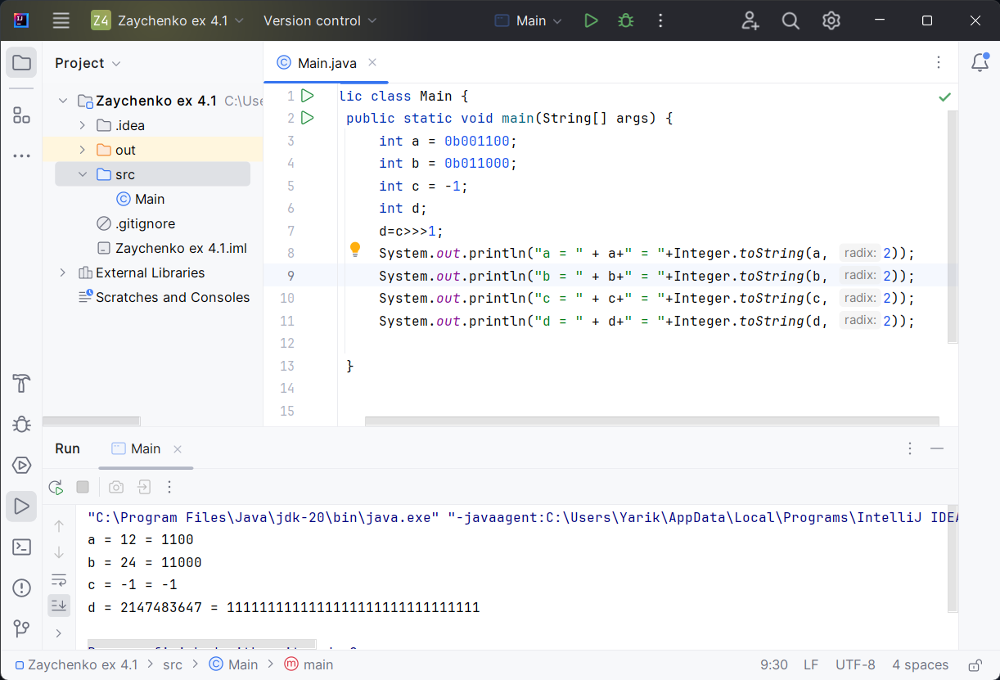 Z4 Zaychenko ex 4.1 Version control Main
Project
Main.java
Zaychenko ex 4.1 C:\Use
.idea
out
src
Main
.gitignore
Zaychenko ex 4.1.iml
External Libraries
Scratches and Consoles
1 lic class Main {
2 public static void main(String[] args) {
3 int a = 0b001100;
4 int b = 0b011000;
5 int c = -1;
6 int d;
7 d=c>>>1;
8 System.out.println("a = " + a+" = "+Integer.toString(a, radix: 2));
9 System.out.println("b = " + b+" = "+Integer.toString(b, radix: 2));
10 System.out.println("c = " + c+" = "+Integer.toString(c, radix: 2));
11 System.out.println("d = " + d+" = "+Integer.toString(d, radix: 2));
12
13 }
14
15
Run Main
"C:\Program Files\Java\jdk-20\bin\java.exe" "-javaagent:C:\Users\Yarik\AppData\Local\Programs\IntelliJ IDEA
a = 12 = 1100
b = 24 = 11000
c = -1 = -1
d = 2147483647 = 1111111111111111111111111111111
Zaychenko ex 4.1 > src > Main > main 9:30 LF UTF-8 4 spaces